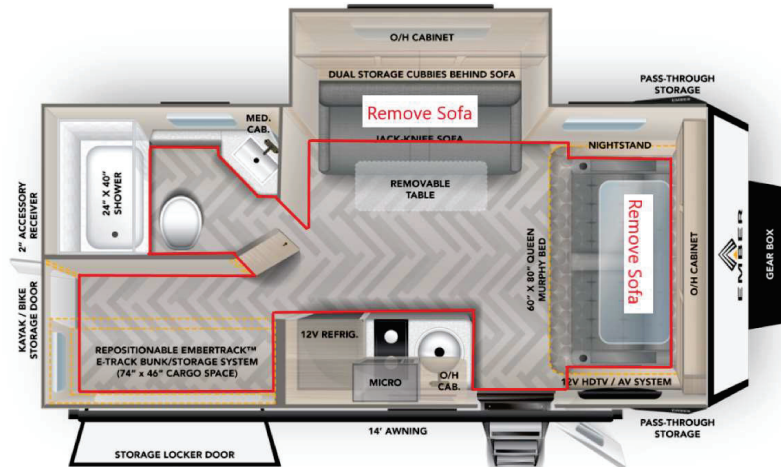 O/H CABINET
DUAL STORAGE CUBBIES BEHIND SOFA
Remove Sofa
JACK-KNIFE SOFA
REMOVABLE
TABLE
MED.
CAB.
24" X 40"
SHOWER
2" ACCESSORY
RECEIVER
KAYAK / BIKE
STORAGE DOOR
PASS-THROUGH
STORAGE
NIGHTSTAND
60" X 80" QUEEN
MURPHY BED
Remove Sofa
O/H CABINET
EMBER
GEAR BOX
REPOSITIONABLE EMBERTRACK™
E-TRACK BUNK/STORAGE SYSTEM
(74" x 46" CARGO SPACE)
12V REFRIG.
MICRO
O/H
CAB.
12V HDTV / AV SYSTEM
14' AWNING
PASS-THROUGH
STORAGE
STORAGE LOCKER DOOR